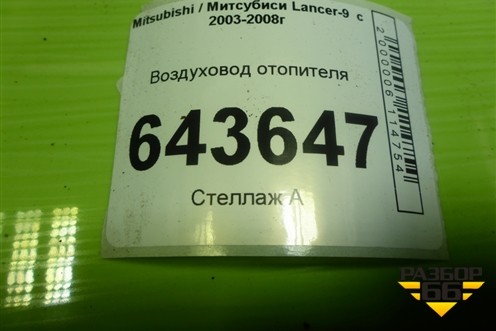 Mitsubishi / Митсубиси Lancer-9 с
2003-2008г
Воздуховод отопителя
643647
Стеллаж А
2000006114754
РАЗБОР
66